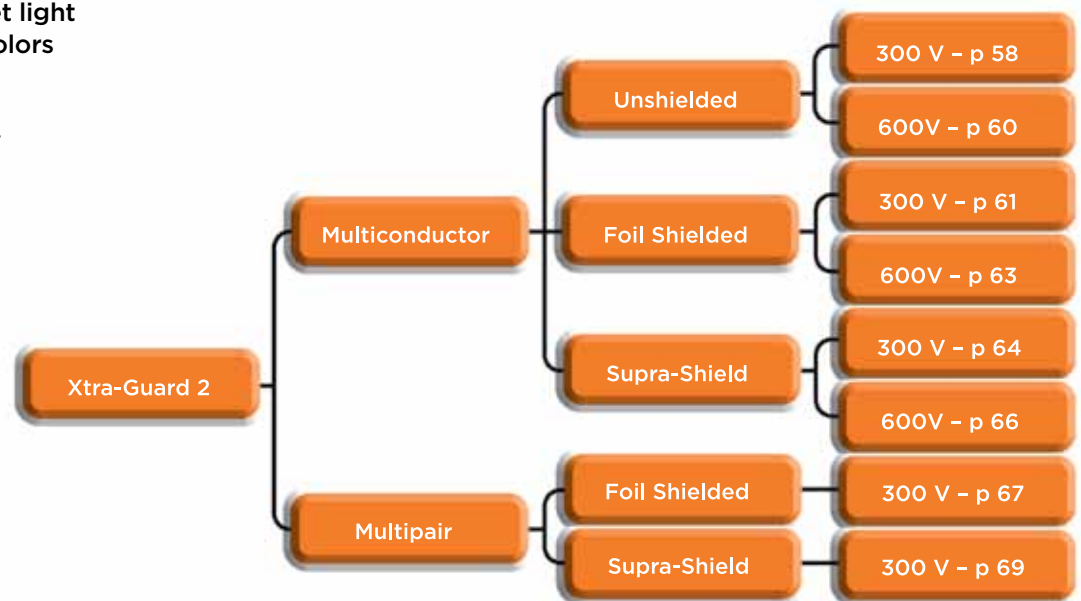 et light
olors
Xtra-Guard 2
Multiconductor
Unshielded
300 V – p 58
600V – p 60
Foil Shielded
300 V – p 61
600V – p 63
Supra-Shield
300 V – p 64
600V – p 66
Multipair
Foil Shielded
300 V – p 67
Supra-Shield
300 V – p 69